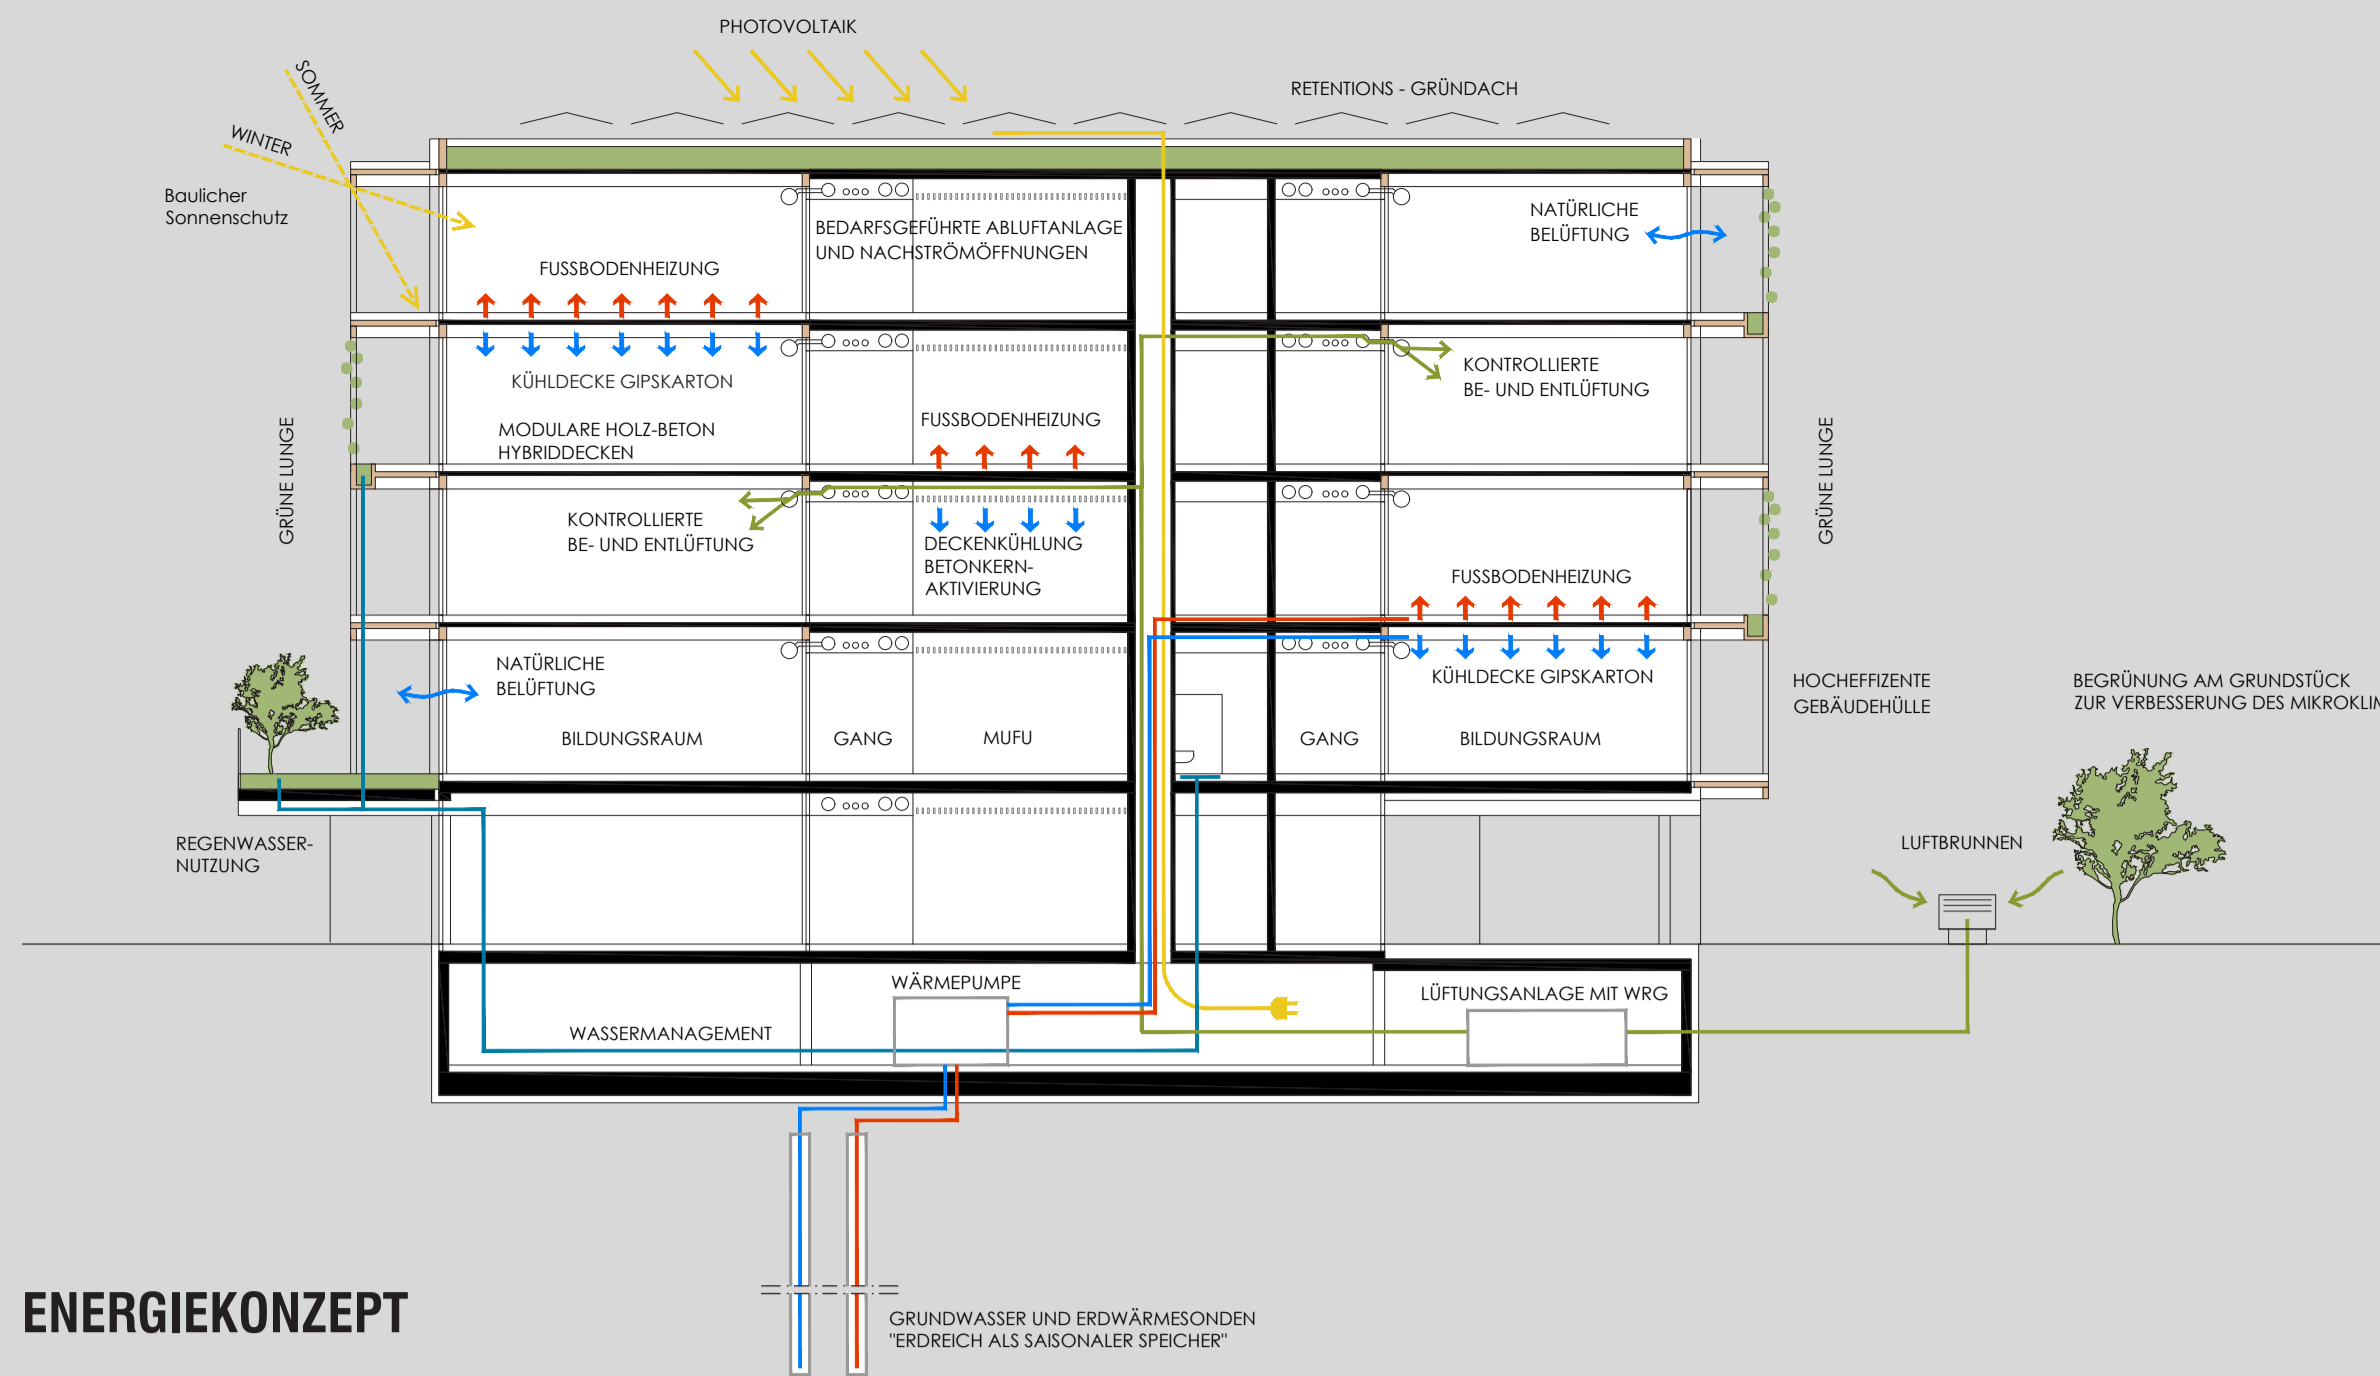 PHOTOVOLTAIK
RETENTIONS - GRÜNDACH
SOMMER
WINTER
Baulicher
Sonnenschutz
BEDARFSGEFÜHRTE ABLUFTANLAGE
UND NACHSTRÖMÖFFNUNGEN
NATÜRLICHE
BELÜFTUNG
FUSSBODENHEIZUNG
KÜHLDECKE GIPSKARTON
MODULARE HOLZ-BETON
HYBRIDDECKEN
FUSSBODENHEIZUNG
KONTROLLIERTE
BE- UND ENTLÜFTUNG
GRÜNE LUNGE
GRÜNE LUNGE
KONTROLLIERTE
BE- UND ENTLÜFTUNG
DECKENKÜHLUNG
BETONKERN-
AKTIVIERUNG
FUSSBODENHEIZUNG
KÜHLDECKE GIPSKARTON
NATÜRLICHE
BELÜFTUNG
BILDUNGSRAUM
GANG
MUFU
GANG
BILDUNGSRAUM
HOCHEFFIZENTE
GEBÄUDEHÜLLE
BEGRÜNUNG AM GRUNDSTÜCK
ZUR VERBESSERUNG DES
REGENWASSER-
NUTZUNG
LUFTBRUNNEN
WÄRMEPUMPE
LÜFTUNGSANLAGE MIT WRG
WASSERMANAGEMENT
GRUNDWASSER UND ERDWÄRMESONDEN
"ERDREICH ALS SAISONALER SPEICHER"
ENERGIEKONZEPT